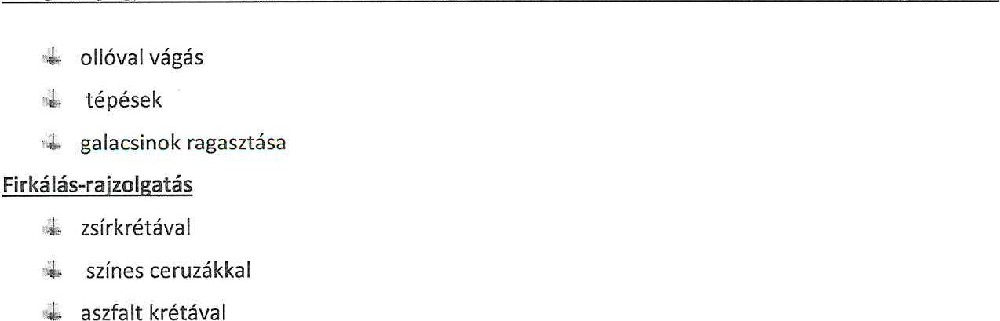 ollóval vágás
tépések
galacsinok ragasztása
Firkálás-rajzolgatás
zsírkrétával
színes ceruzákkal
aszfalt krétával